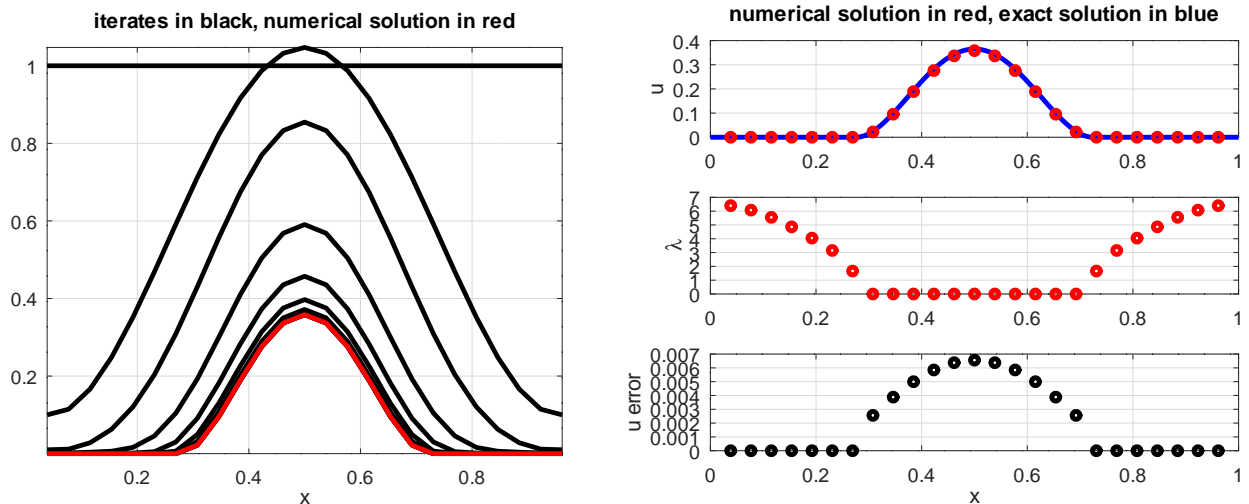 iterates in black, numerical solution in red
1
0.8
0.6
0.4
0.2
0.2 0.4 0.6 0.8
x
numerical solution in red, exact solution in blue
0.4
0.3
0.2
0.1
0
u
0 0.2 0.4 0.6 0.8 1
7
6
5
4
3
2
1
0
λ
0 0.2 0.4 0.6 0.8 1
0.007
0.006
0.005
0.004
0.003
0.002
0.001
0
u error
0 0.2 0.4 0.6 0.8 1
x